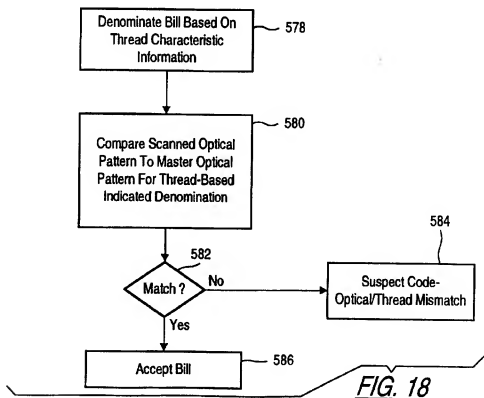 Denominate Bill Based On
Thread Characteristic
Information
578
580
Compare Scanned Optical
Pattern To Master Optical
Pattern For Thread-Based
Indicated Denomination
582
Match ?
No
584
Suspect Code-
Optical/Thread Mismatch
Yes
Accept Bill
586
FIG. 18